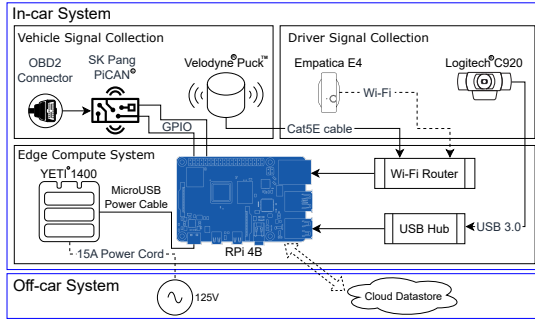 In-car System
Vehicle Signal Collection
Driver Signal Collection
OBD2
Connector
SK Pang
PiCAN®
Velodyne® Puck™
Empatica E4
Logitech® C920
Wi-Fi
GPIO
Cat5E cable
Edge Compute System
YETI® 1400
MicroUSB
Power Cable
Wi-Fi Router
USB Hub
USB 3.0
RPi 4B
15A Power Cord
Off-car System
125V
Cloud Datastore